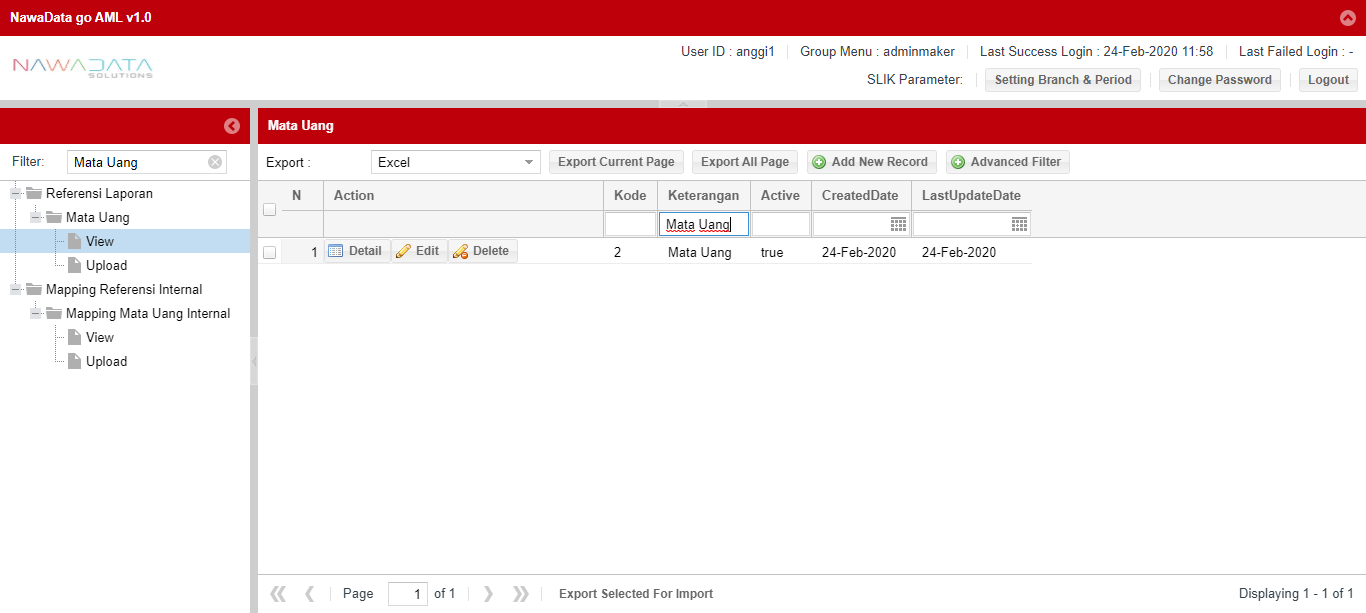 NawaData go AML v1.0
NAWADATA
SOLUTIONS
User ID : anggi1 Group Menu : adminmaker Last Success Login : 24-Feb-2020 11:58 Last Failed Login : -
SLIK Parameter: Setting Branch & Period Change Password Logout
Mata Uang
Filter: Mata Uang
Export : Excel Export Current Page Export All Page Add New Record Advanced Filter
Referensi Laporan
Mata Uang
View
Upload
Mapping Referensi Internal
Mapping Mata Uang Internal
View
Upload
N Action Kode Keterangan Active CreatedDate LastUpdateDate
Mata Uang
1 Detail Edit Delete 2 Mata Uang true 24-Feb-2020 24-Feb-2020
Page 1 of 1 Export Selected For Import Displaying 1 - 1 of 1